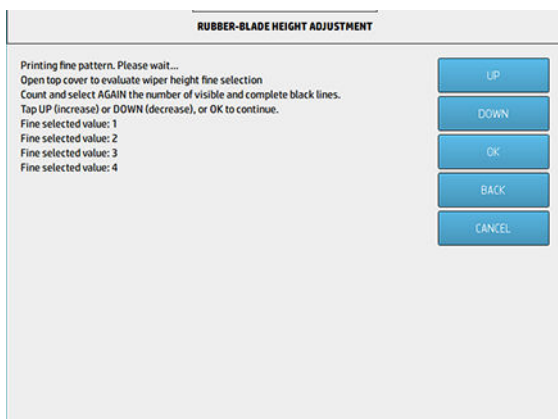 RUBBER-BLADE HEIGHT ADJUSTMENT
Printing fine pattern. Please wait...
Open top cover to evaluate wiper height fine selection
Count and select AGAIN the number of visible and complete black lines.
Tap UP (increase) or DOWN (decrease), or OK to continue.
Fine selected value: 1
Fine selected value: 2
Fine selected value: 3
Fine selected value: 4
UP
DOWN
OK
BACK
CANCEL